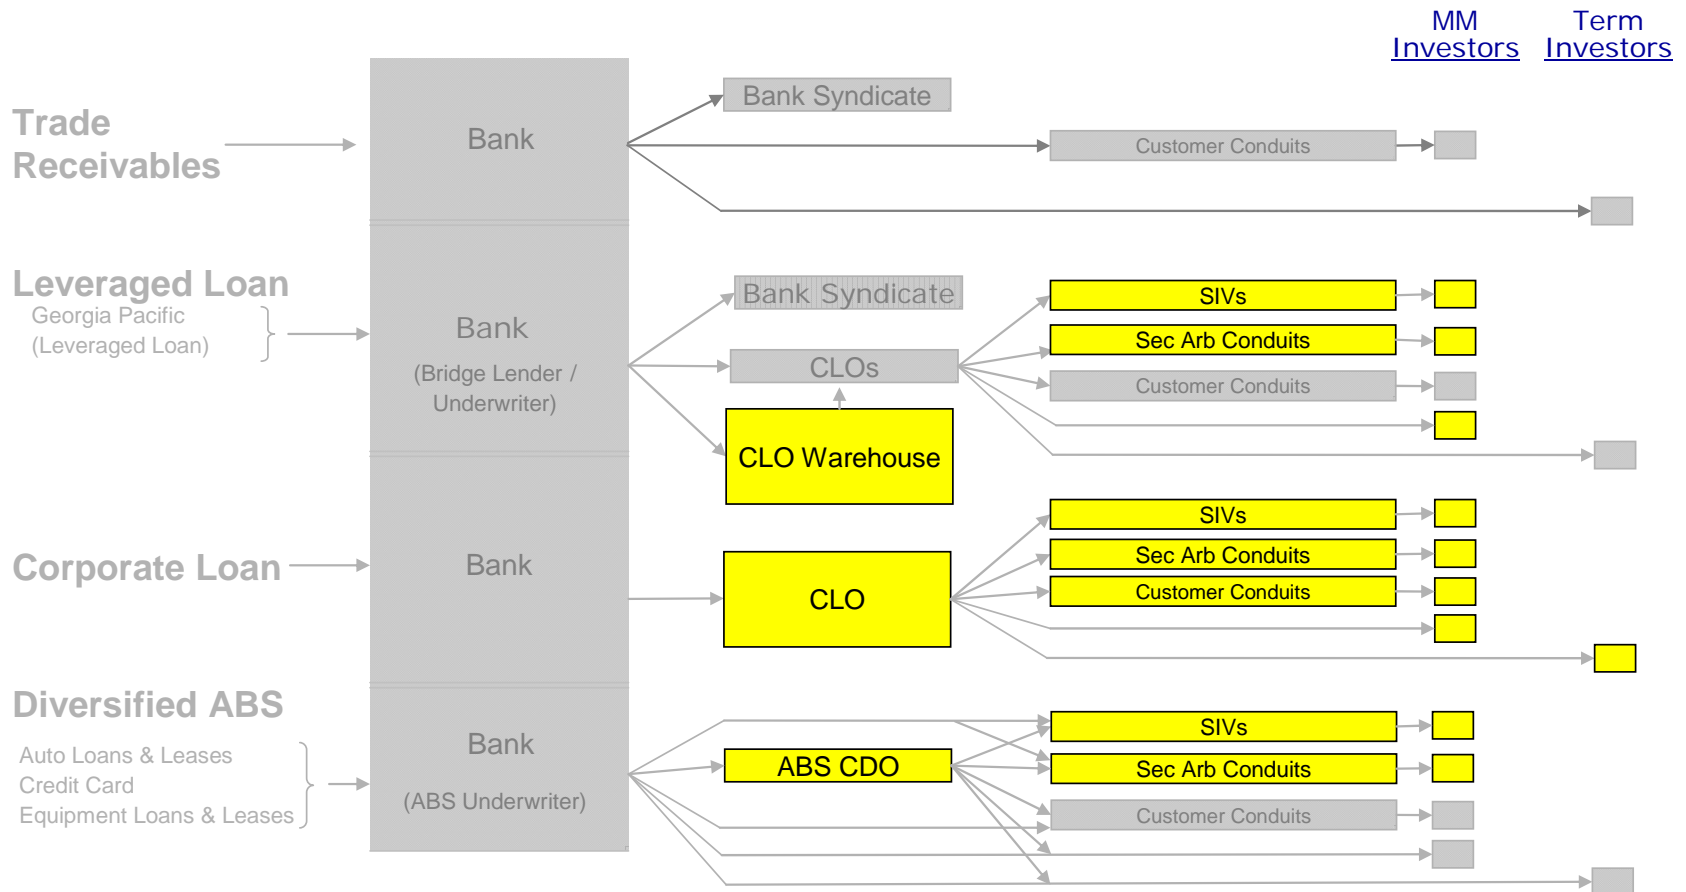 MM Investors
Term Investors
Trade
Receivables
Bank
Bank Syndicate
Customer Conduits
Leveraged Loan
Georgia Pacific
(Leveraged Loan)
Bank
(Bridge Lender /
Underwriter)
Bank Syndicate
CLOs
CLO Warehouse
SIVs
Sec Arb Conduits
Customer Conduits
Corporate Loan
Bank
CLO
SIVs
Sec Arb Conduits
Customer Conduits
Diversified ABS
Auto Loans & Leases
Credit Card
Equipment Loans & Leases
Bank
(ABS Underwriter)
ABS CDO
SIVs
Sec Arb Conduits
Customer Conduits